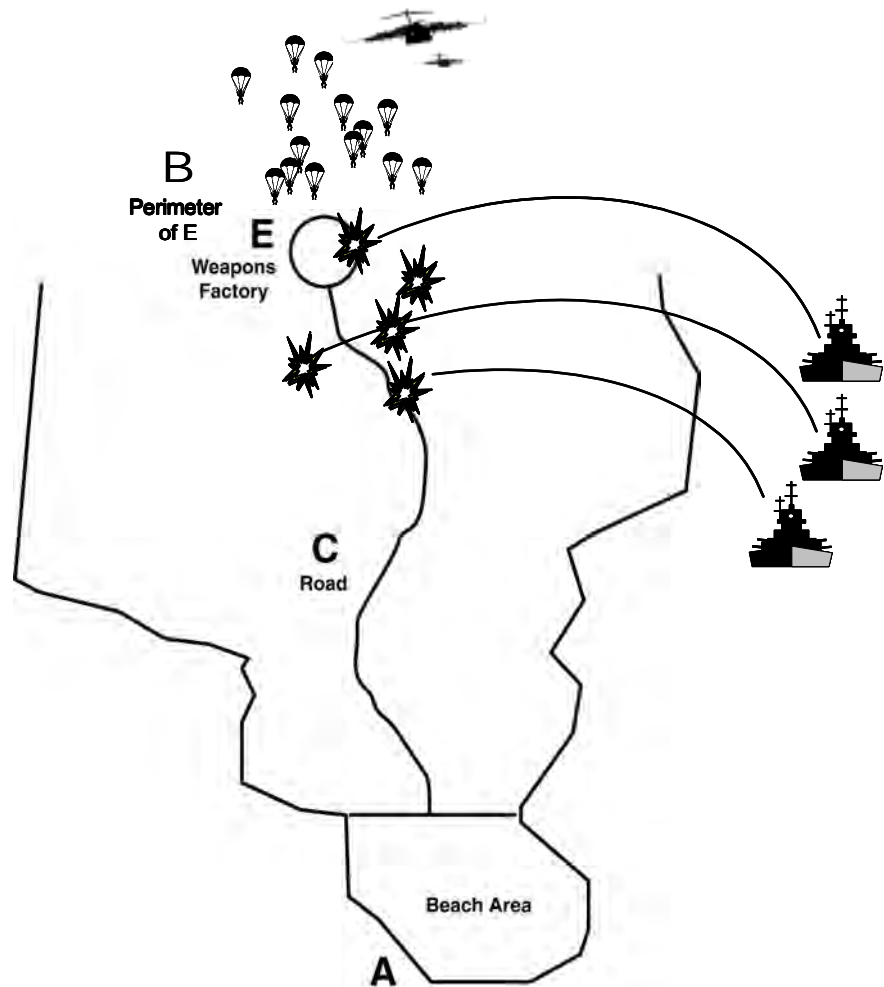 B
Perimeter
of E
E
Weapons
Factory
C
Road
Beach Area
A